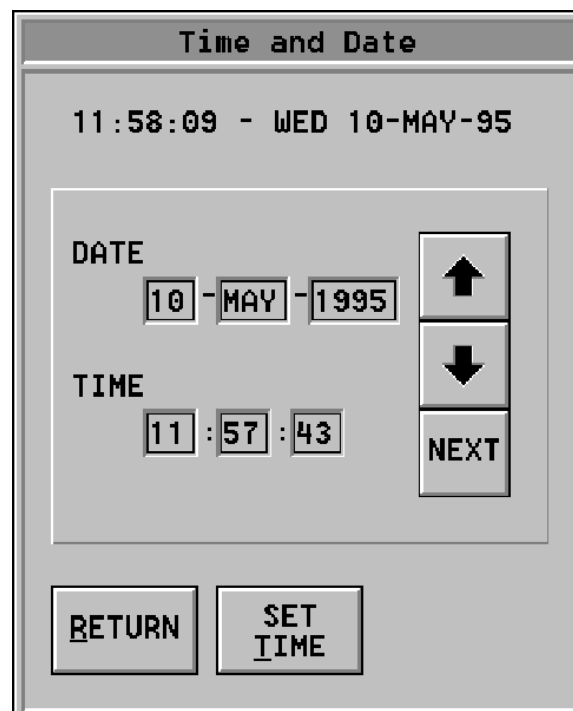 Time and Date
11:58:09 - WED 10-MAY-95
DATE
10-MAY-1995
TIME
11:57:43
NEXT
RETURN
SET
TIME